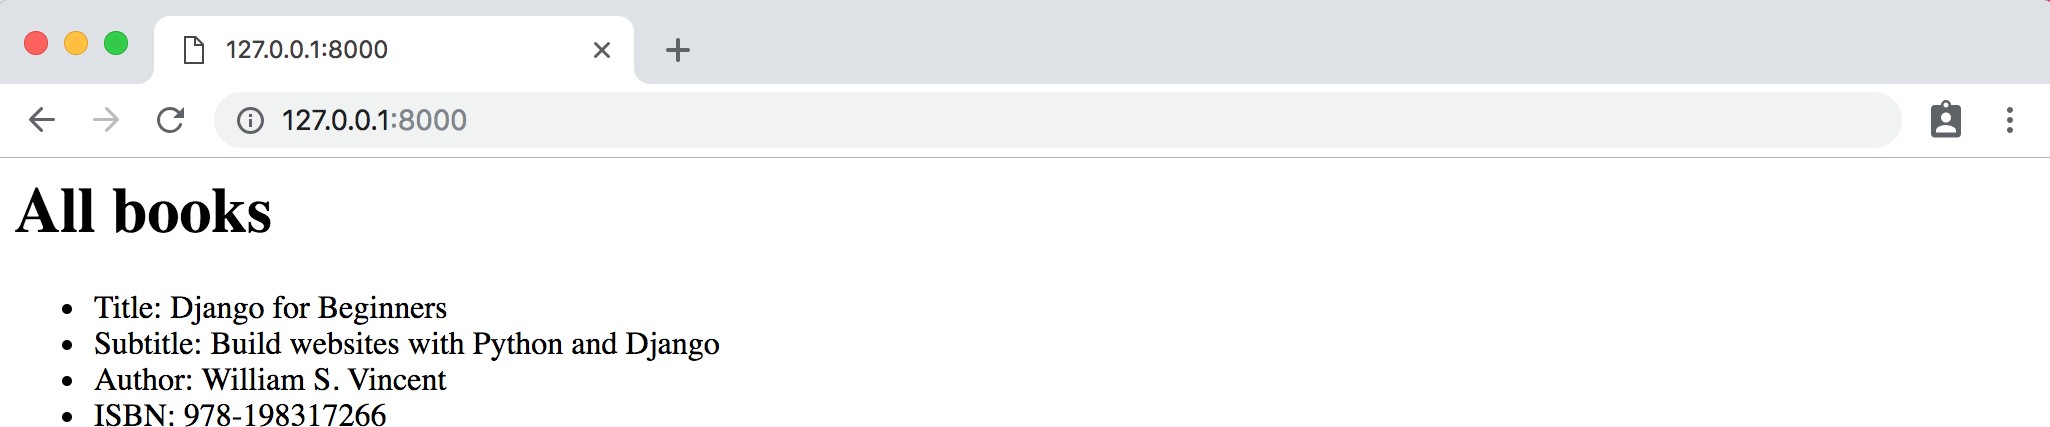 127.0.0.1:8000
127.0.0.1:8000
All books
Title: Django for Beginners
Subtitle: Build websites with Python and Django
Author: William S. Vincent
ISBN: 978-198317266